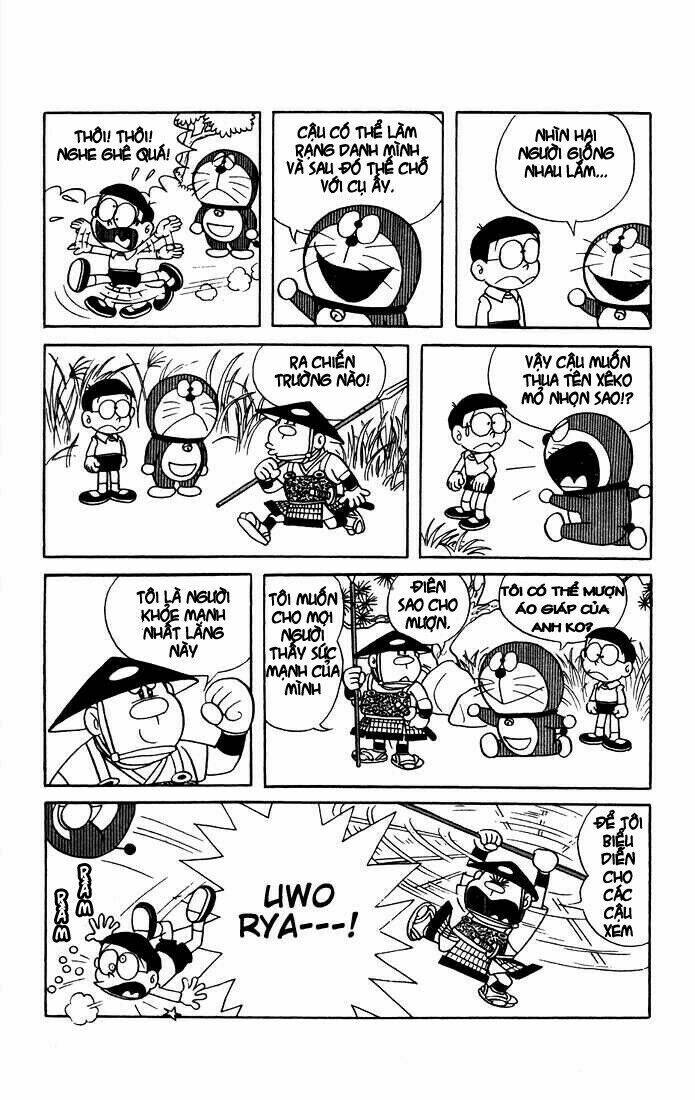 NHÌN HAI
NGƯỜI GIỐNG
NHAU LẮM...
CẬU CÓ THỂ LÀM
RẠNG DANH MÌNH
VÀ SAU ĐÓ THẾ CHỖ
VỚI CỤ ẤY.
THÔI! THÔI!
NGHE GHÊ QUÁ!
VẬY CẬU MUỐN
THUA TÊN XÊKO
MỎ NHỌN SAO!?
RA CHIẾN
TRƯỜNG NÀO!
TÔI CÓ THỂ MƯỢN
ÁO GIÁP CỦA
ANH KO?
ĐIÊN
SAO CHO
MƯỢN.
TÔI MUỐN
CHO MỌI
NGƯỜI
THẤY SỨC
MẠNH CỦA
MÌNH
TÔI LÀ NGƯỜI
KHỎE MẠNH
NHẤT LĂNG
NÀY
ĐỂ TÔI
BIỂU
DIỄN
CHO
CÁC
CẬU
XEM
UWO
RYA---!
RẦM
RẦM